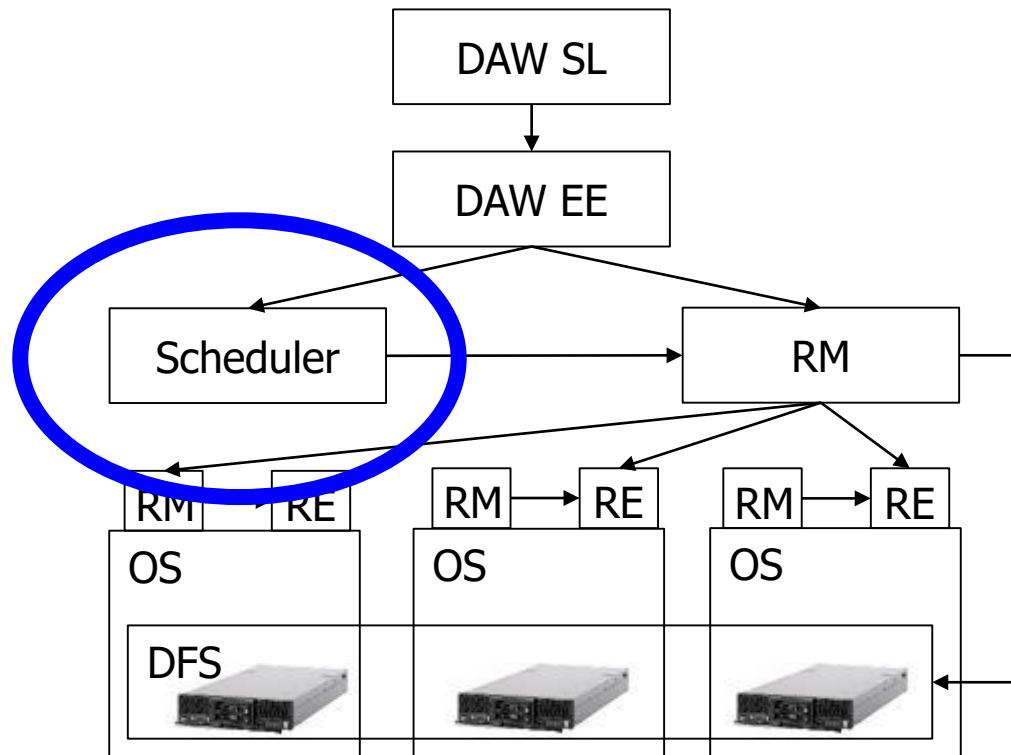 DAW SL
DAW EE
Scheduler
RM
RM
RE
RM
RE
RM
RE
OS
OS
OS
DFS